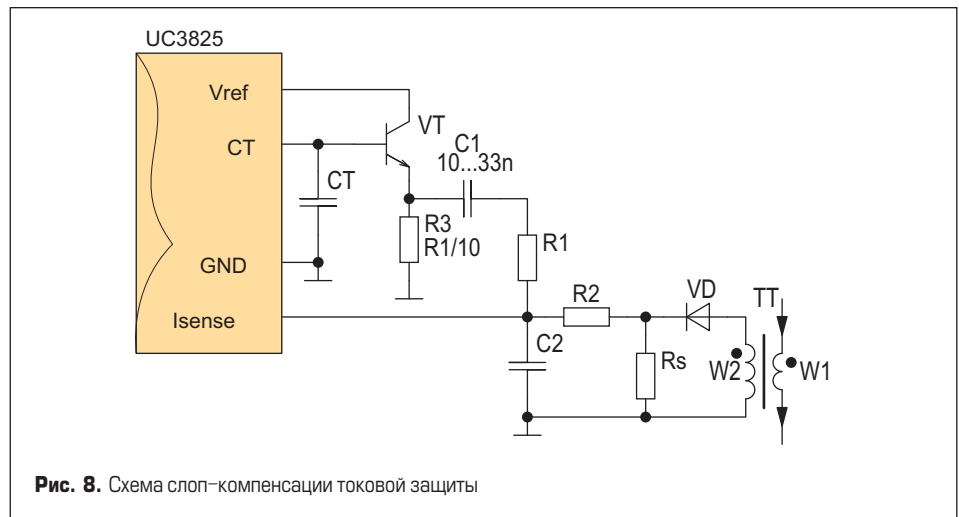 UC3825
Vref
CT
GND
Isense
CT
VT
C1
10...33n
R3
R1/10
R1
R2
C2
VD
Rs
TT
W2
W1
Рис. 8. Схема слоп-компенсации токовой защиты